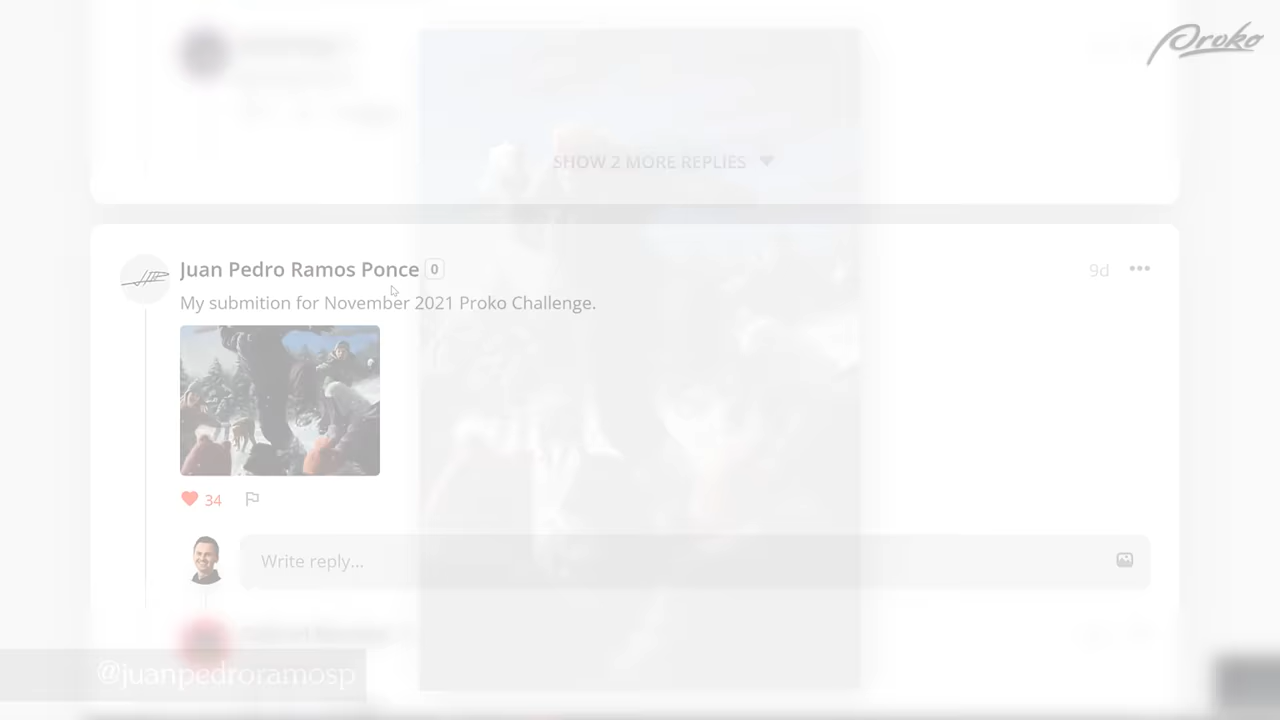 Proko
SHOW 2 MORE REPLIES
Juan Pedro Ramos Ponce 0
9d
My submition for November 2021 Proko Challenge.
34
Write reply...
@juanpedroramosp